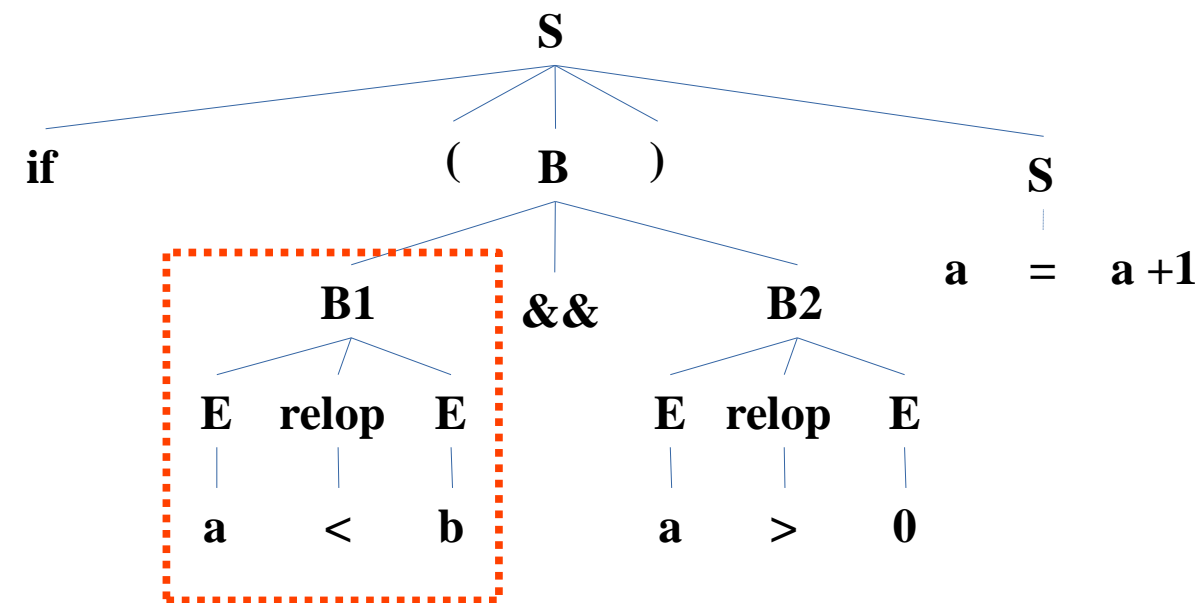 S
if ( B ) S
a = a +1
B1 && B2
E relop E E relop E
a < b a > 0